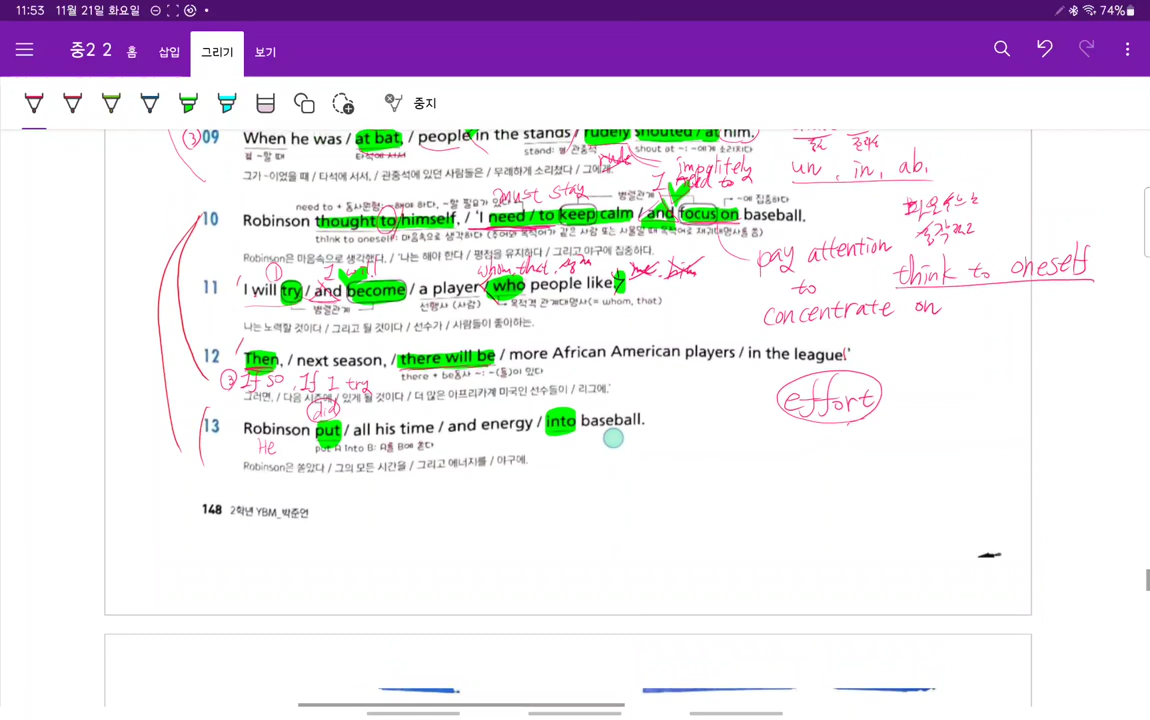 11:53 11월 21일 화요일 74%
중2 2 홈 삽입 그리기 보기
중지
③ 09 When he was / at bat, / people in the stands / rudely shouted / at him.
stand: 관중석 shout at ~: ~에게 소리치다
그가 ~이었을 때 / 타석에 서서, / 관중석에 있던 사람들은 / 무례하게 소리쳤다 / 그에게.
impolitely
un, in, ab.
must stay I need to
need to + 동사원형: ~해야 하다, ~할 필요가 있다 병렬관계 ~에 집중하다
10 Robinson thought to himself, / 'I need / to keep calm / and focus on baseball.
think to oneself: 마음속으로 생각하다
Robinson은 마음속으로 생각했다 / '나는 해야 한다 / 평정을 유지하다 / 그리고 야구에 집중하다.
pay attention
to
concentrate on
think to oneself
① I will whom, that
11 I will try / and become / a player / who people like.
병렬관계 선행사 (사람) 목적격 관계대명사(= whom, that)
나는 노력할 것이다 / 그리고 될 것이다 / 선수가 / 사람들이 좋아하는.
12 Then, / next season, / there will be / more African American players / in the league.'
③ If so, If I try there + be동사 ~: ~(들)이 있다
그러면, / 다음 시즌에 / 있게 될 것이다 / 더 많은 아프리카계 미국인 선수들이 / 리그에.'
effort
did
13 Robinson put / all his time / and energy / into baseball.
He put A into B: A를 B에 쏟다
Robinson은 쏟았다 / 그의 모든 시간을 / 그리고 에너지를 / 야구에.
148 2학년 YBM_박준언